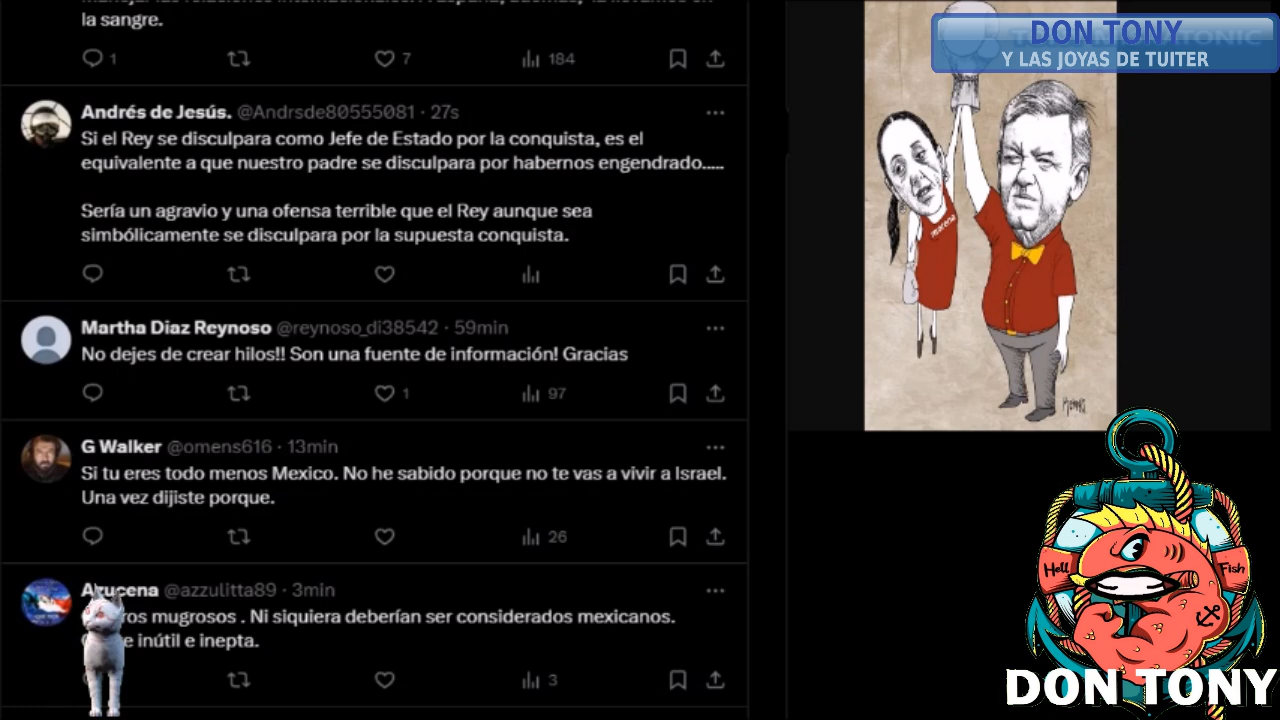 la sangre.
1 7 184
Andrés de Jesús. @Andrsde80555081 · 27s
Si el Rey se disculpara como Jefe de Estado por la conquista, es el
equivalente a que nuestro padre se disculpara por habernos engendrado.....
Sería un agravio y una ofensa terrible que el Rey aunque sea
simbólicamente se disculpara por la supuesta conquista.
Martha Diaz Reynoso @reynoso_di38542 · 59min
No dejes de crear hilos!! Son una fuente de información! Gracias
1 97
G Walker @omens616 · 13min
Si tu eres todo menos Mexico. No he sabido porque no te vas a vivir a Israel.
Una vez dijiste porque.
26
Azucena @azzulitta89 · 3min
mugrosos . Ni siquiera deberían ser considerados mexicanos.
inútil e inepta.
3
DON TONY
Y LAS JOYAS DE TUITER
morena
Hell
Fish
DON TONY